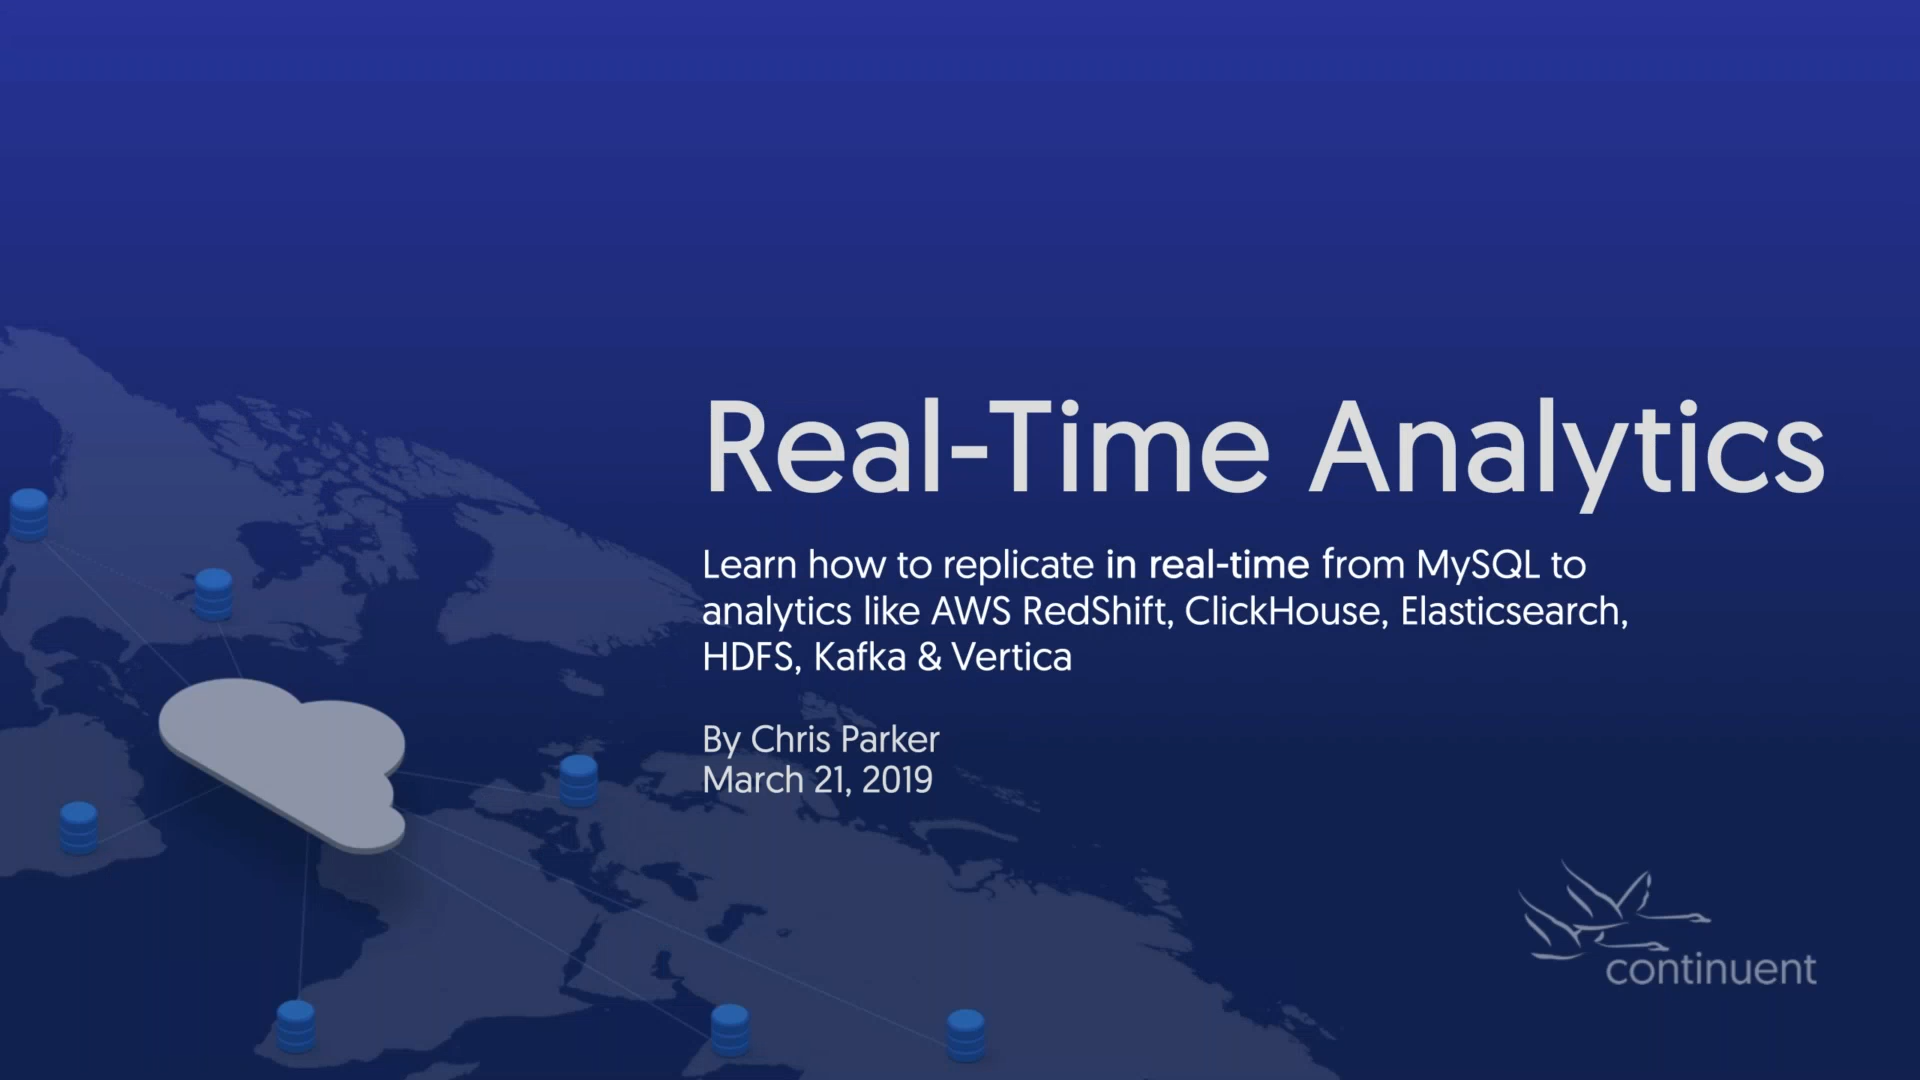 Real-Time Analytics
Learn how to replicate in real-time from MySQL to
analytics like AWS RedShift, ClickHouse, Elasticsearch,
HDFS, Kafka & Vertica
By Chris Parker
March 21, 2019
continuent